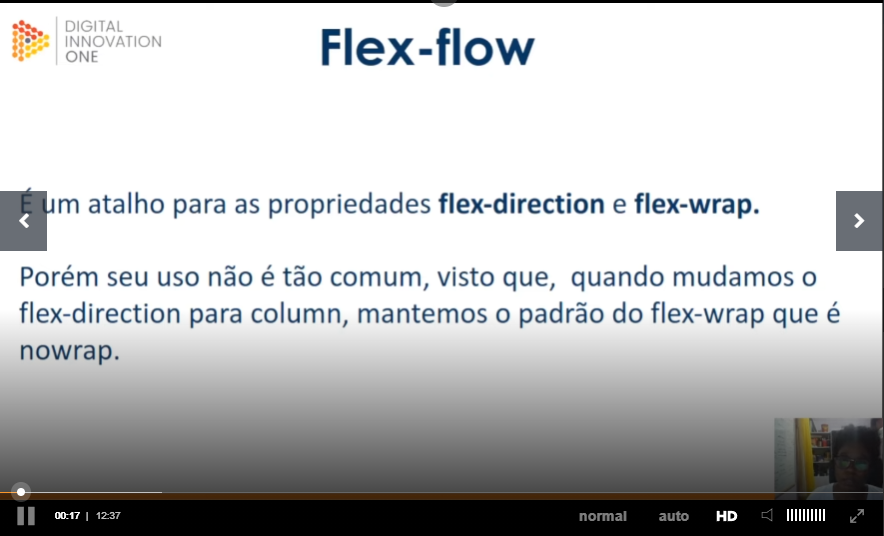 DIGITAL
INNOVATION
ONE
Flex-flow
É um atalho para as propriedades flex-direction e flex-wrap.
Porém seu uso não é tão comum, visto que, quando mudamos o
flex-direction para column, mantemos o padrão do flex-wrap que é
nowrap.
00:17 | 12:37
normal auto HD